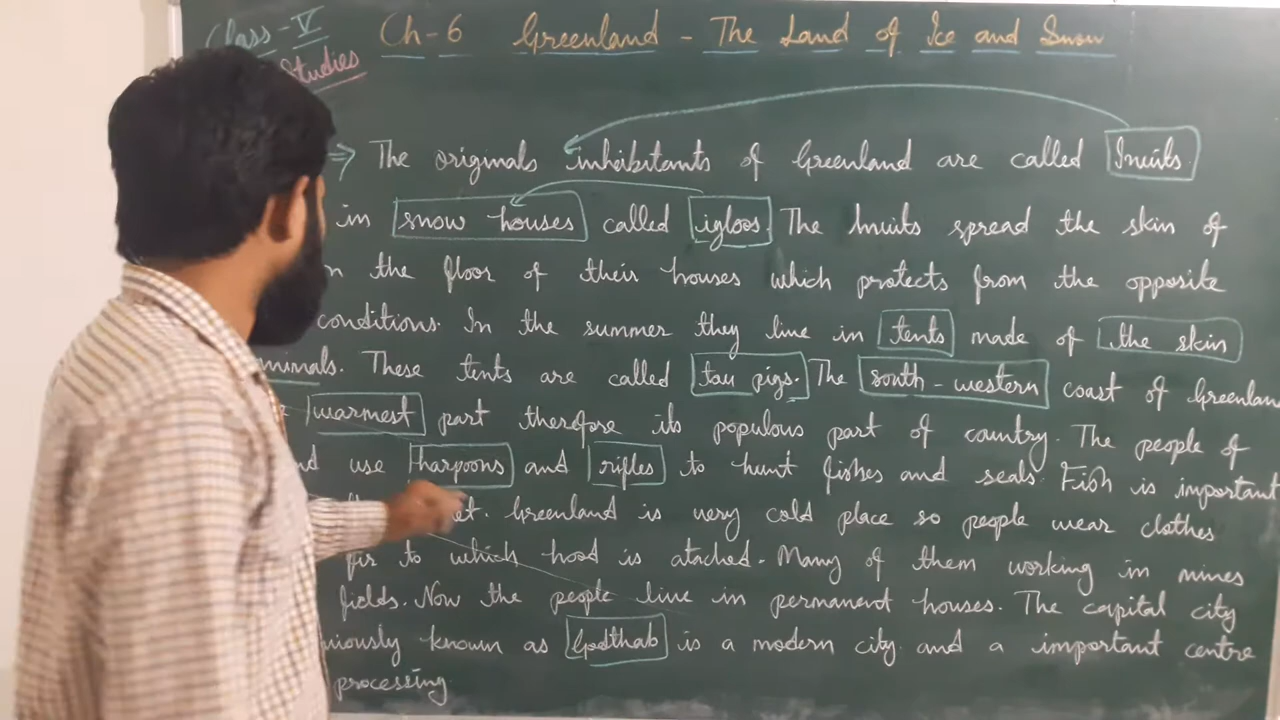 Class-V Ch-6 Greenland - The Land of Ice and Snow
Studies
⇒ The originals inhabitants of Greenland are called Inuits.
in snow houses called igloos. The Inuits spread the skin of
the floor of their houses which protects from the opposite
conditions. In the summer they live in tents made of the skin
These tents are called tau pigs. The south-western coast of Greenland
warmest part therefore its populous part of country. The people of
use harpoons and rifles to hunt fishes and seals. Fish is important
Greenland is very cold place so people wear clothes
fur to which hood is atached. Many of them working in mines
fields. Now the people live in permanent houses. The capital city
known as Godthab is a modern city and a important centre
processing.